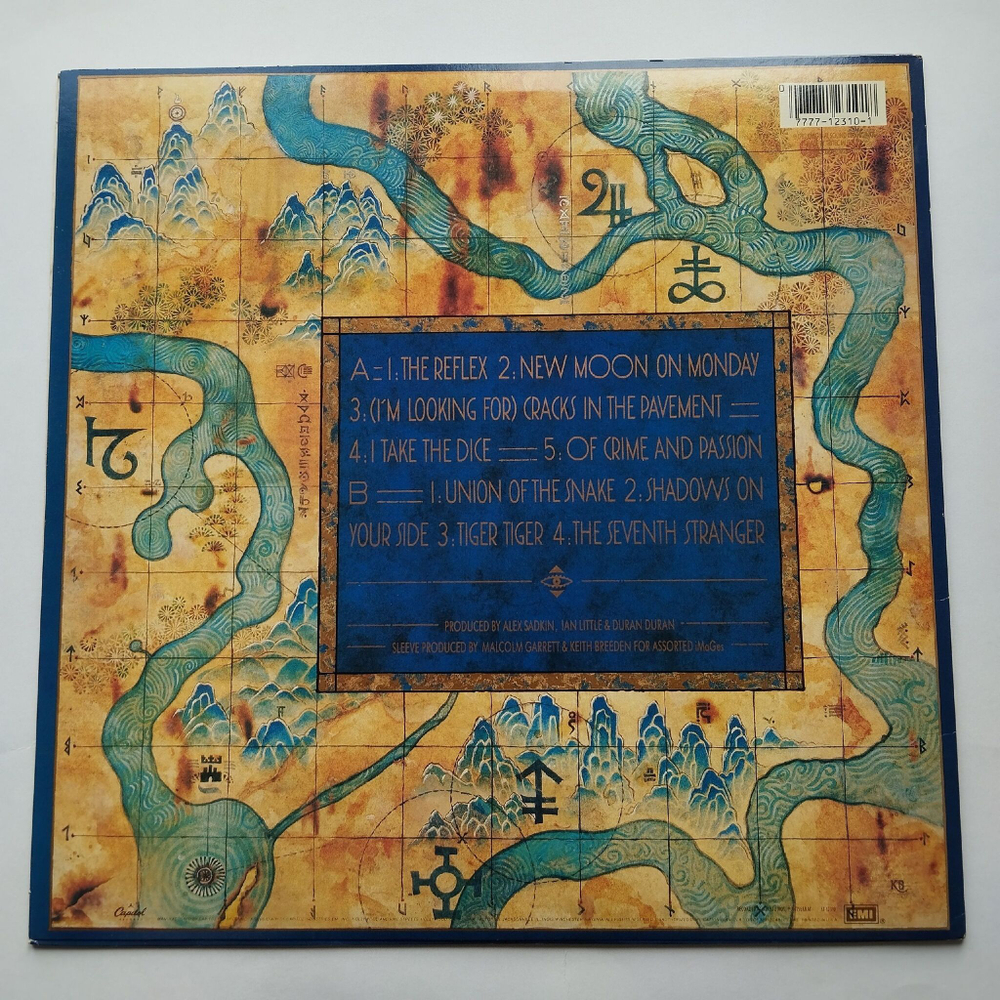 7777-12310-1
A = 1: THE REFLEX 2: NEW MOON ON MONDAY
3: (I'M LOOKING FOR) CRACKS IN THE PAVEMENT
4: I TAKE THE DICE 5: OF CRIME AND PASSION
B 1: UNION OF THE SNAKE 2: SHADOWS ON
YOUR SIDE 3: TIGER TIGER 4: THE SEVENTH STRANGER
PRODUCED BY ALEX SADKIN, IAN LITTLE & DURAN DURAN
SLEEVE PRODUCED BY MALCOLM GARRETT & KEITH BREEDEN FOR ASSORTED iMaGes
KB
Capitol
EMI